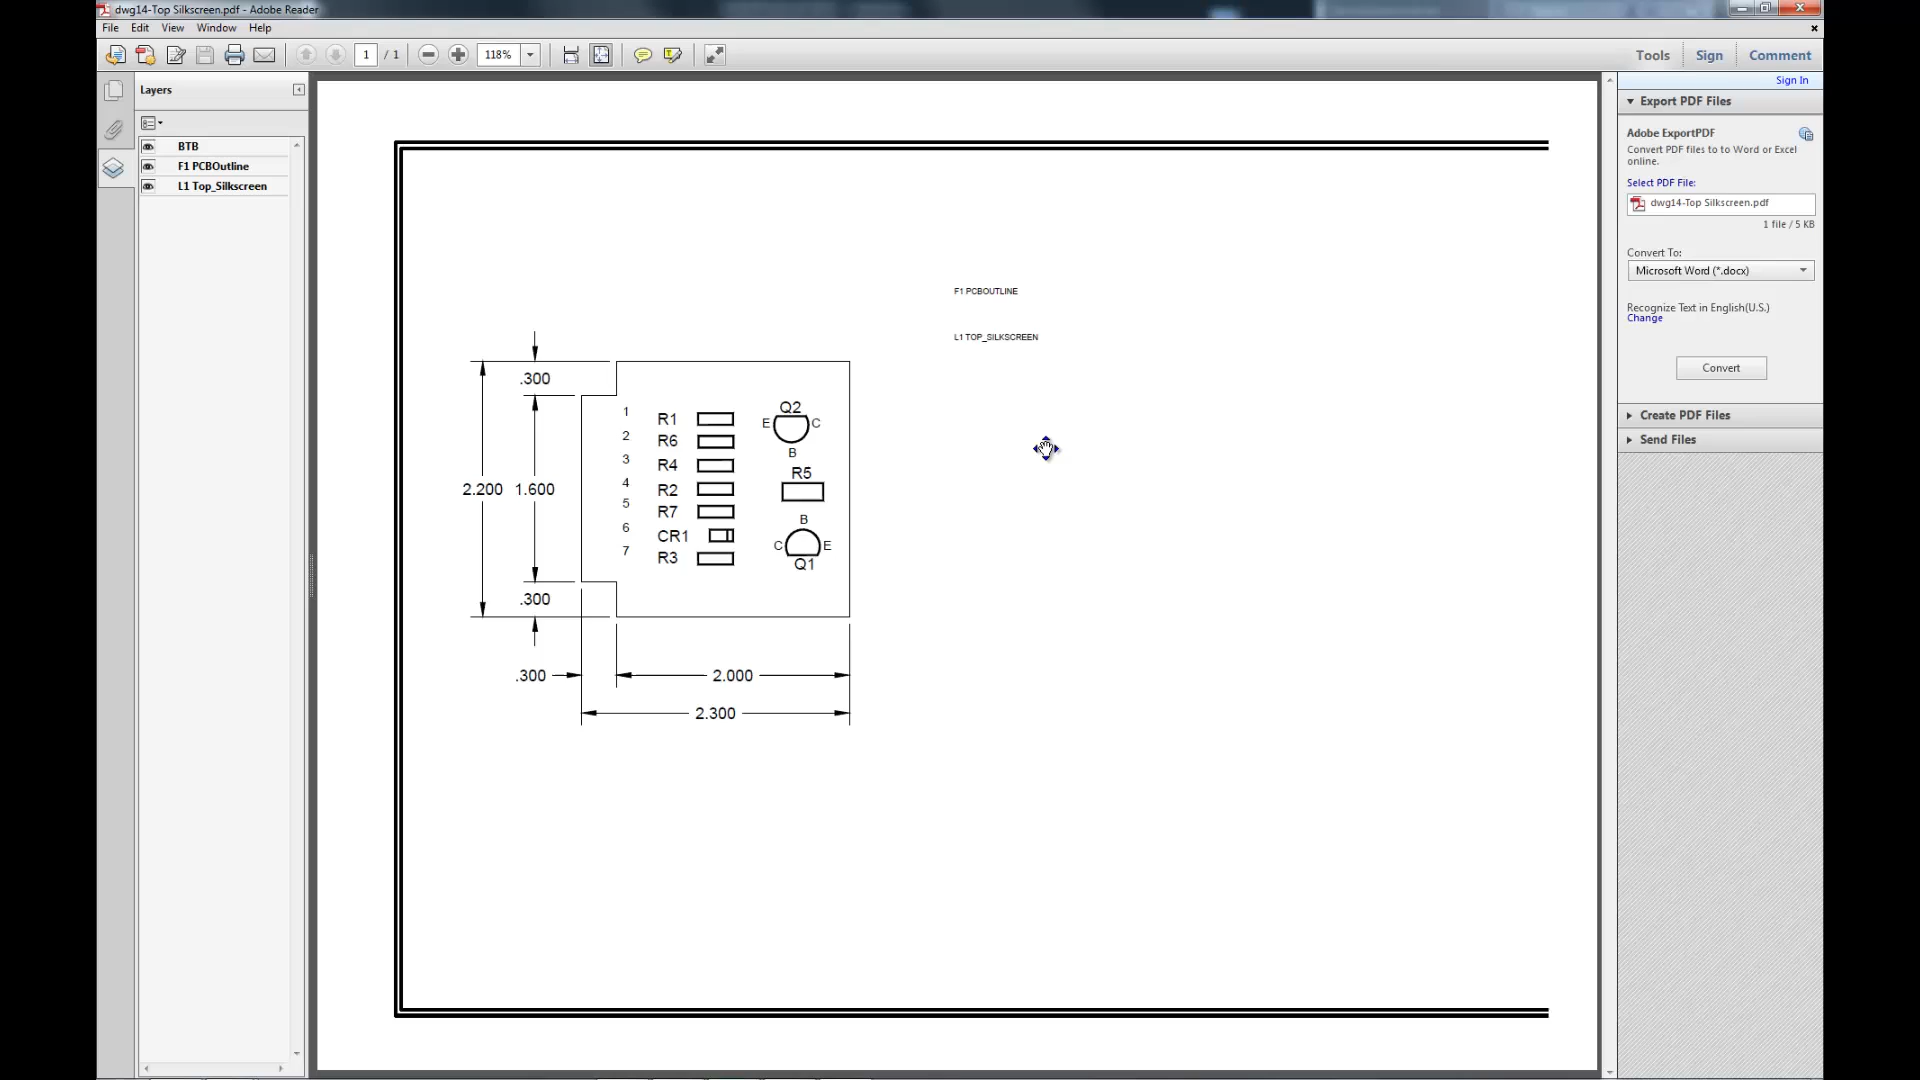 dwg14-Top Silkscreen.pdf - Adobe Reader
File Edit View Window Help
1 / 1 118% Tools Sign Comment
Layers
BTB
F1 PCBOutline
L1 Top_Silkscreen
Sign In
Export PDF Files
Adobe ExportPDF
Convert PDF files to to Word or Excel
online.
Select PDF File:
dwg14-Top Silkscreen.pdf
1 file / 5 KB
Convert To:
Microsoft Word (*.docx)
Recognize Text in English(U.S.)
Change
Convert
Create PDF Files
Send Files
F1 PCBOUTLINE
L1 TOP_SILKSCREEN
.300
2.200 1.600
.300
.300 2.000
2.300
1 R1
2 R6
3 R4
4 R2
5 R7
6 CR1
7 R3
Q2
E C
B
R5
B
C E
Q1